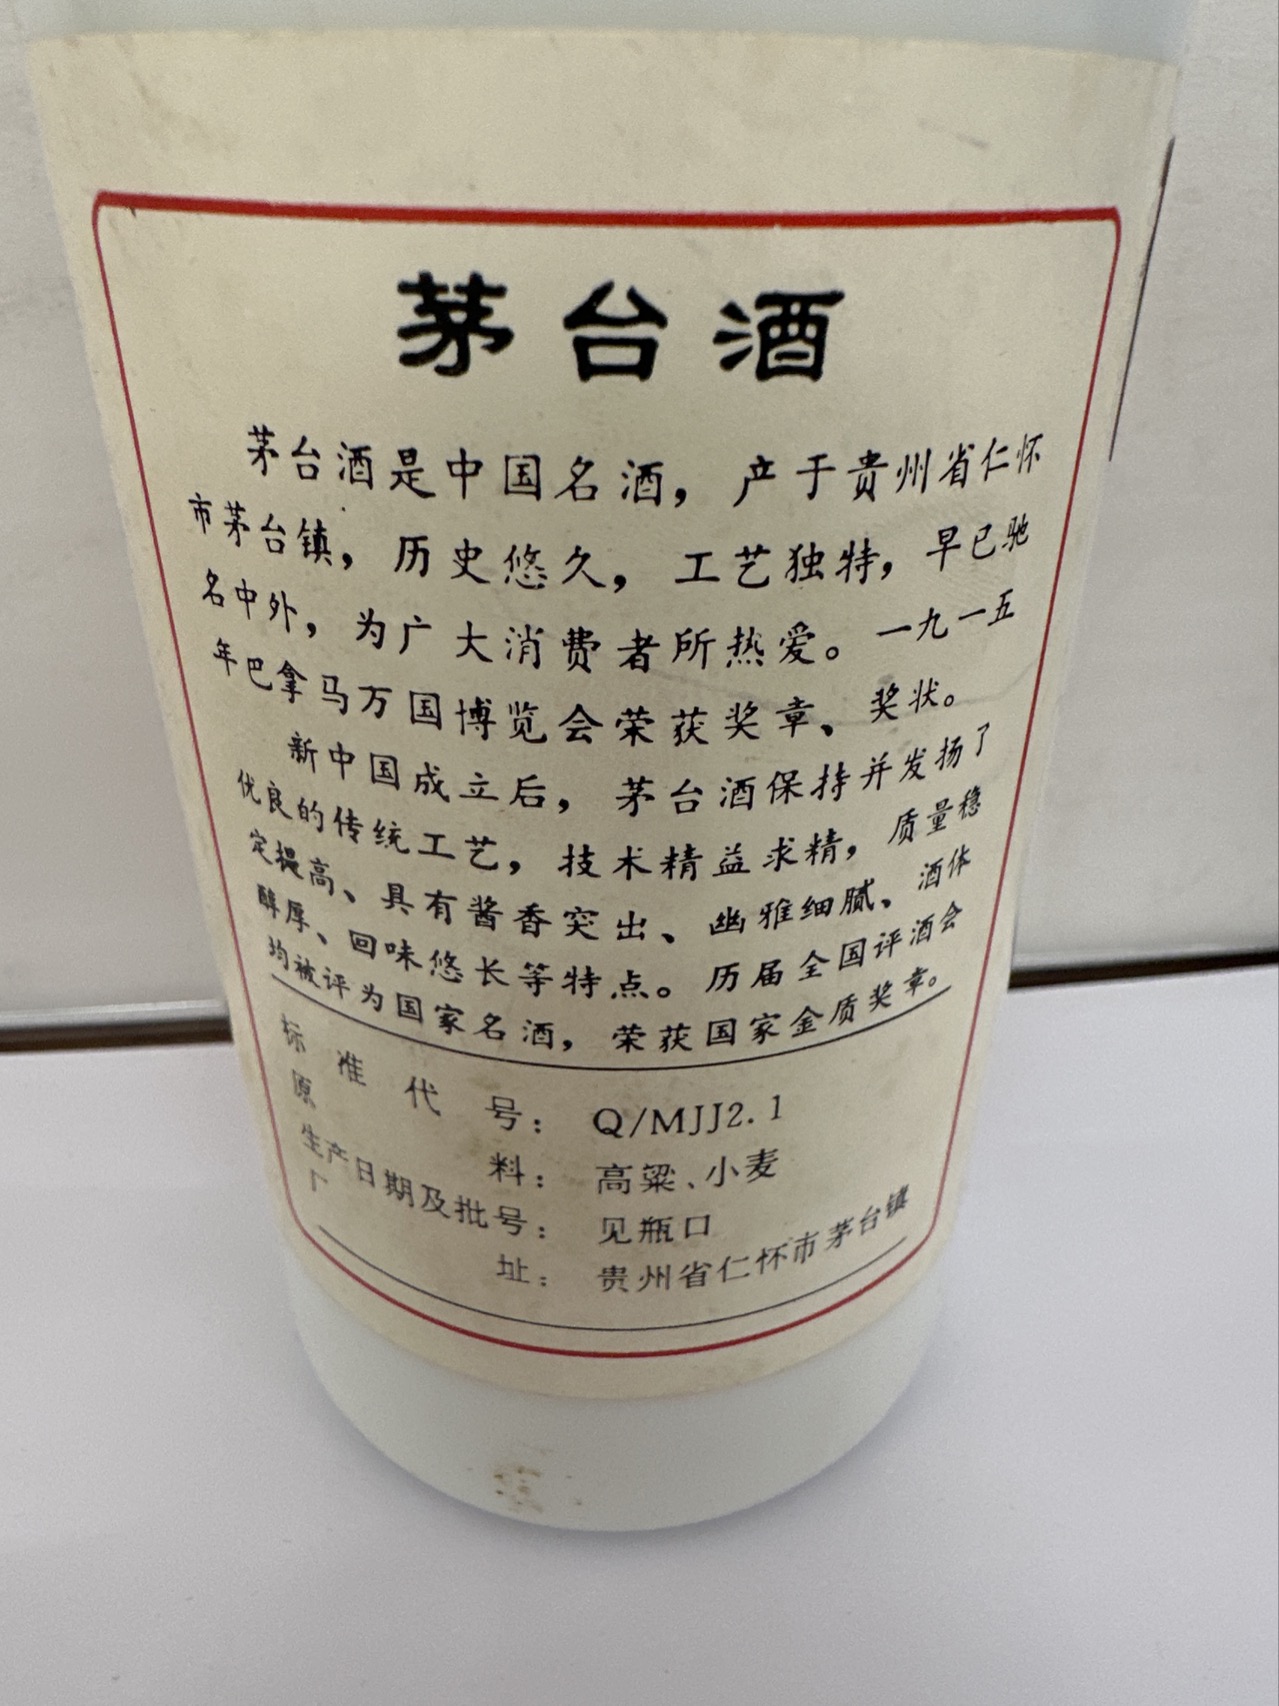 茅台酒
茅台酒是中国名酒，产于贵州省仁怀
市茅台镇，历史悠久，工艺独特，早已驰
名中外，为广大消费者所热爱。一九一五
年巴拿马万国博览会荣获奖章、奖状。
新中国成立后，茅台酒保持并发扬了
优良的传统工艺，技术精益求精，质量稳
定提高、具有酱香突出、幽雅细腻、酒体
醇厚、回味悠长等特点。历届全国评酒会
均被评为国家名酒，荣获国家金质奖章。
标准代号：Q/MJJ2.1
原料：高粱、小麦
生产日期及批号：见瓶口
厂址：贵州省仁怀市茅台镇